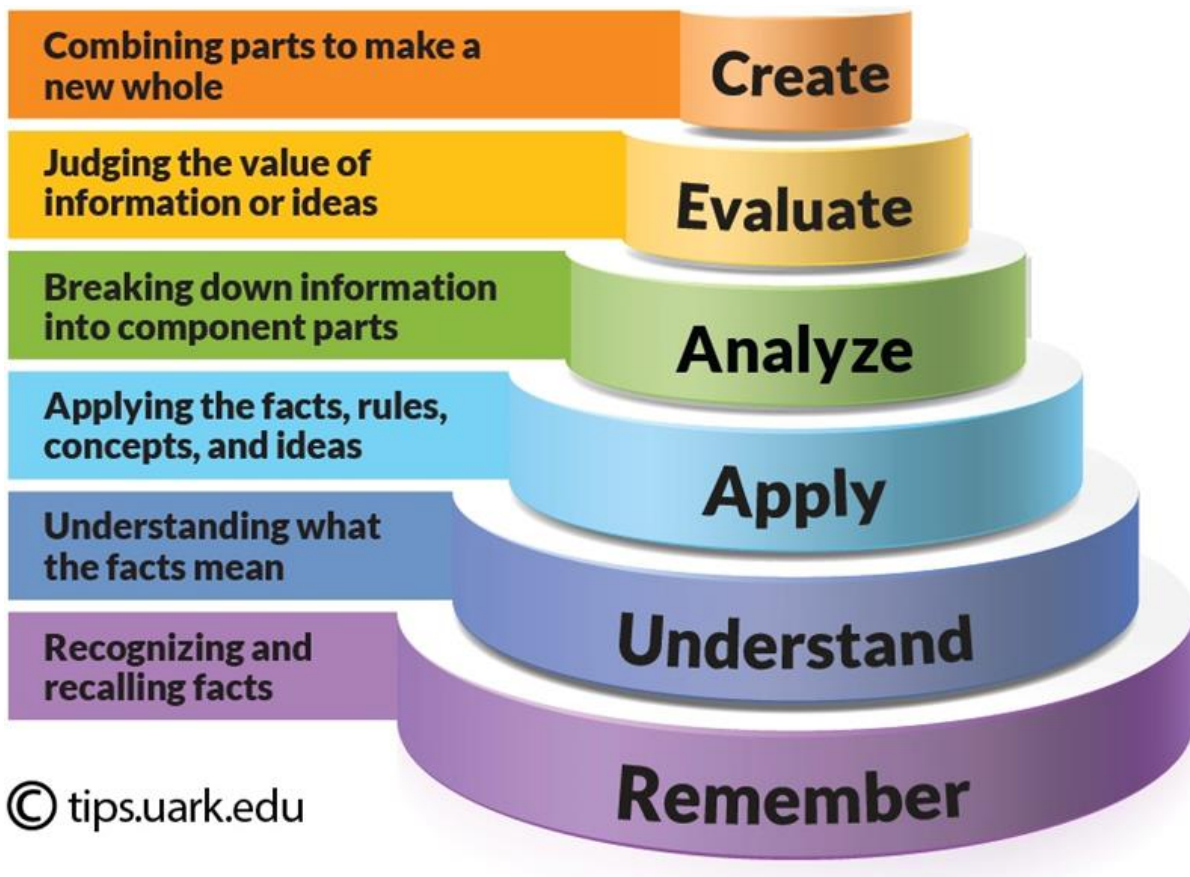 Combining parts to make a
new whole
Create
Judging the value of
information or ideas
Evaluate
Breaking down information
into component parts
Analyze
Applying the facts, rules,
concepts, and ideas
Apply
Understanding what
the facts mean
Understand
Recognizing and
recalling facts
Remember
© tips.uark.edu